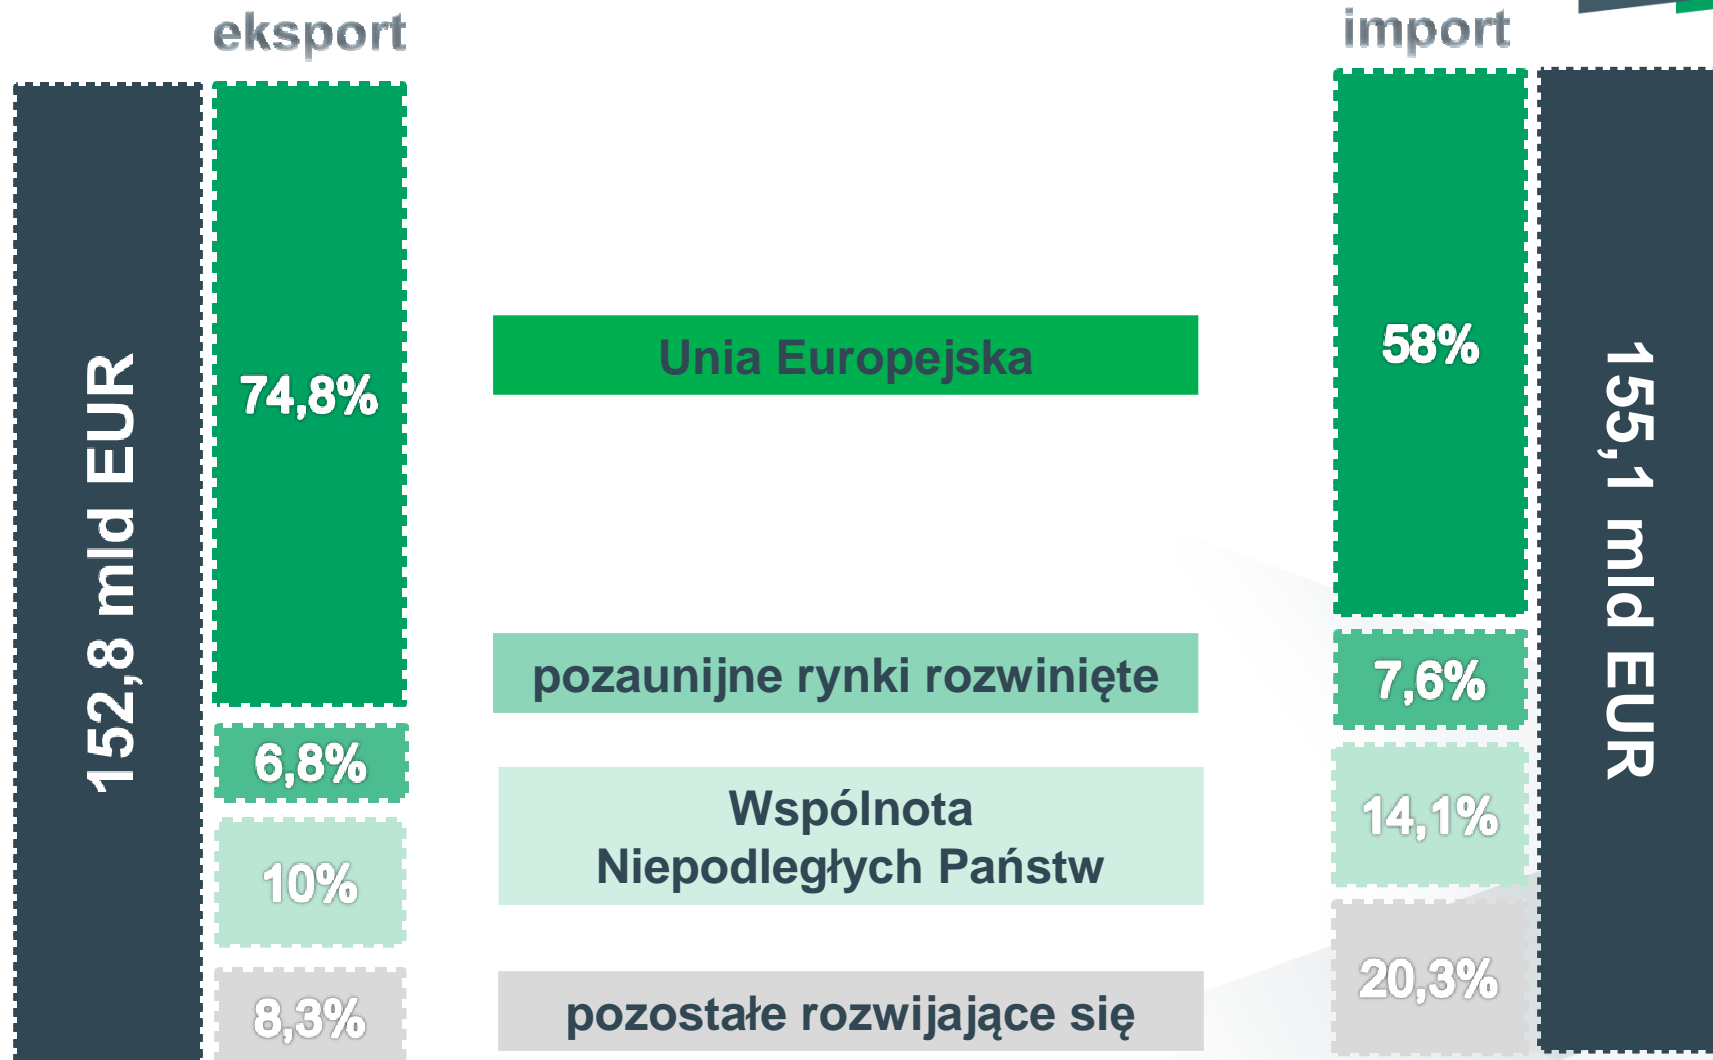 eksport
import
152,8 mld EUR
74,8%
6,8%
10%
8,3%
Unia Europejska
pozaunijne rynki rozwinięte
Wspólnota
Niepodległych Państw
pozostałe rozwijające się
58%
7,6%
14,1%
20,3%
155,1 mld EUR